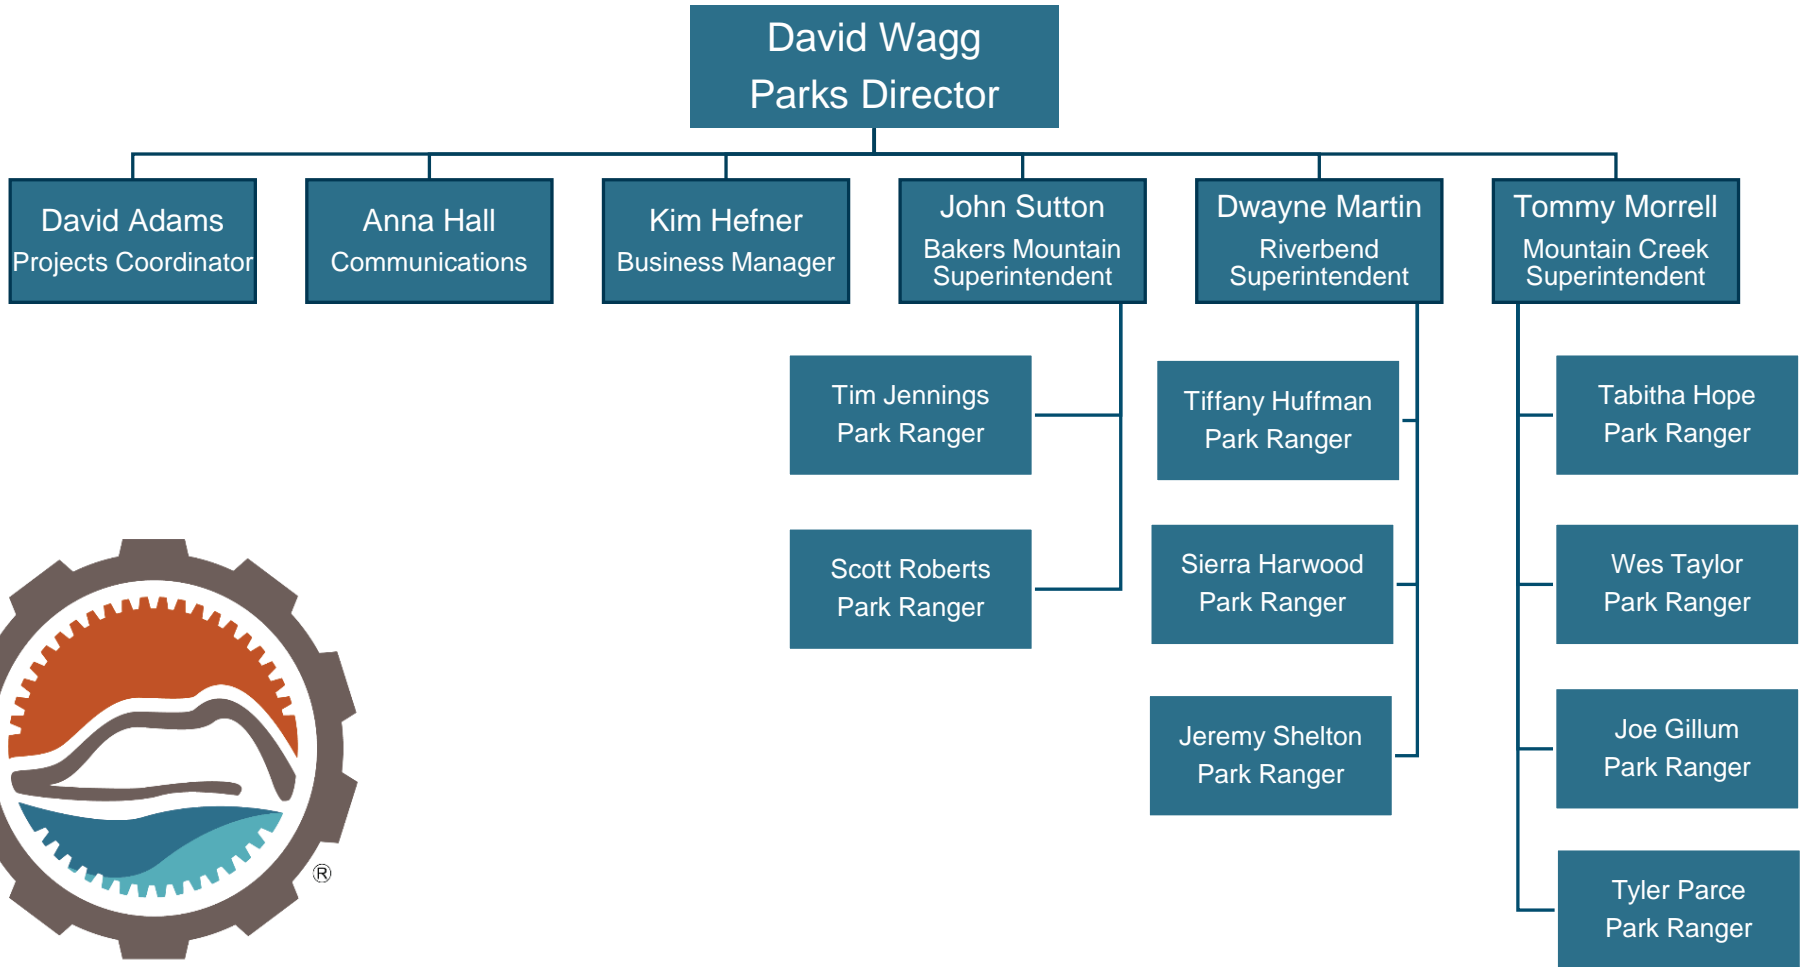 David Wagg
Parks Director
David Adams
Projects Coordinator
Anna Hall
Communications
Kim Hefner
Business Manager
John Sutton
Bakers Mountain
Superintendent
Dwayne Martin
Riverbend
Superintendent
Tommy Morrell
Mountain Creek
Superintendent
Tim Jennings
Park Ranger
Scott Roberts
Park Ranger
Tiffany Huffman
Park Ranger
Sierra Harwood
Park Ranger
Jeremy Shelton
Park Ranger
Tabitha Hope
Park Ranger
Wes Taylor
Park Ranger
Joe Gillum
Park Ranger
Tyler Parce
Park Ranger
®